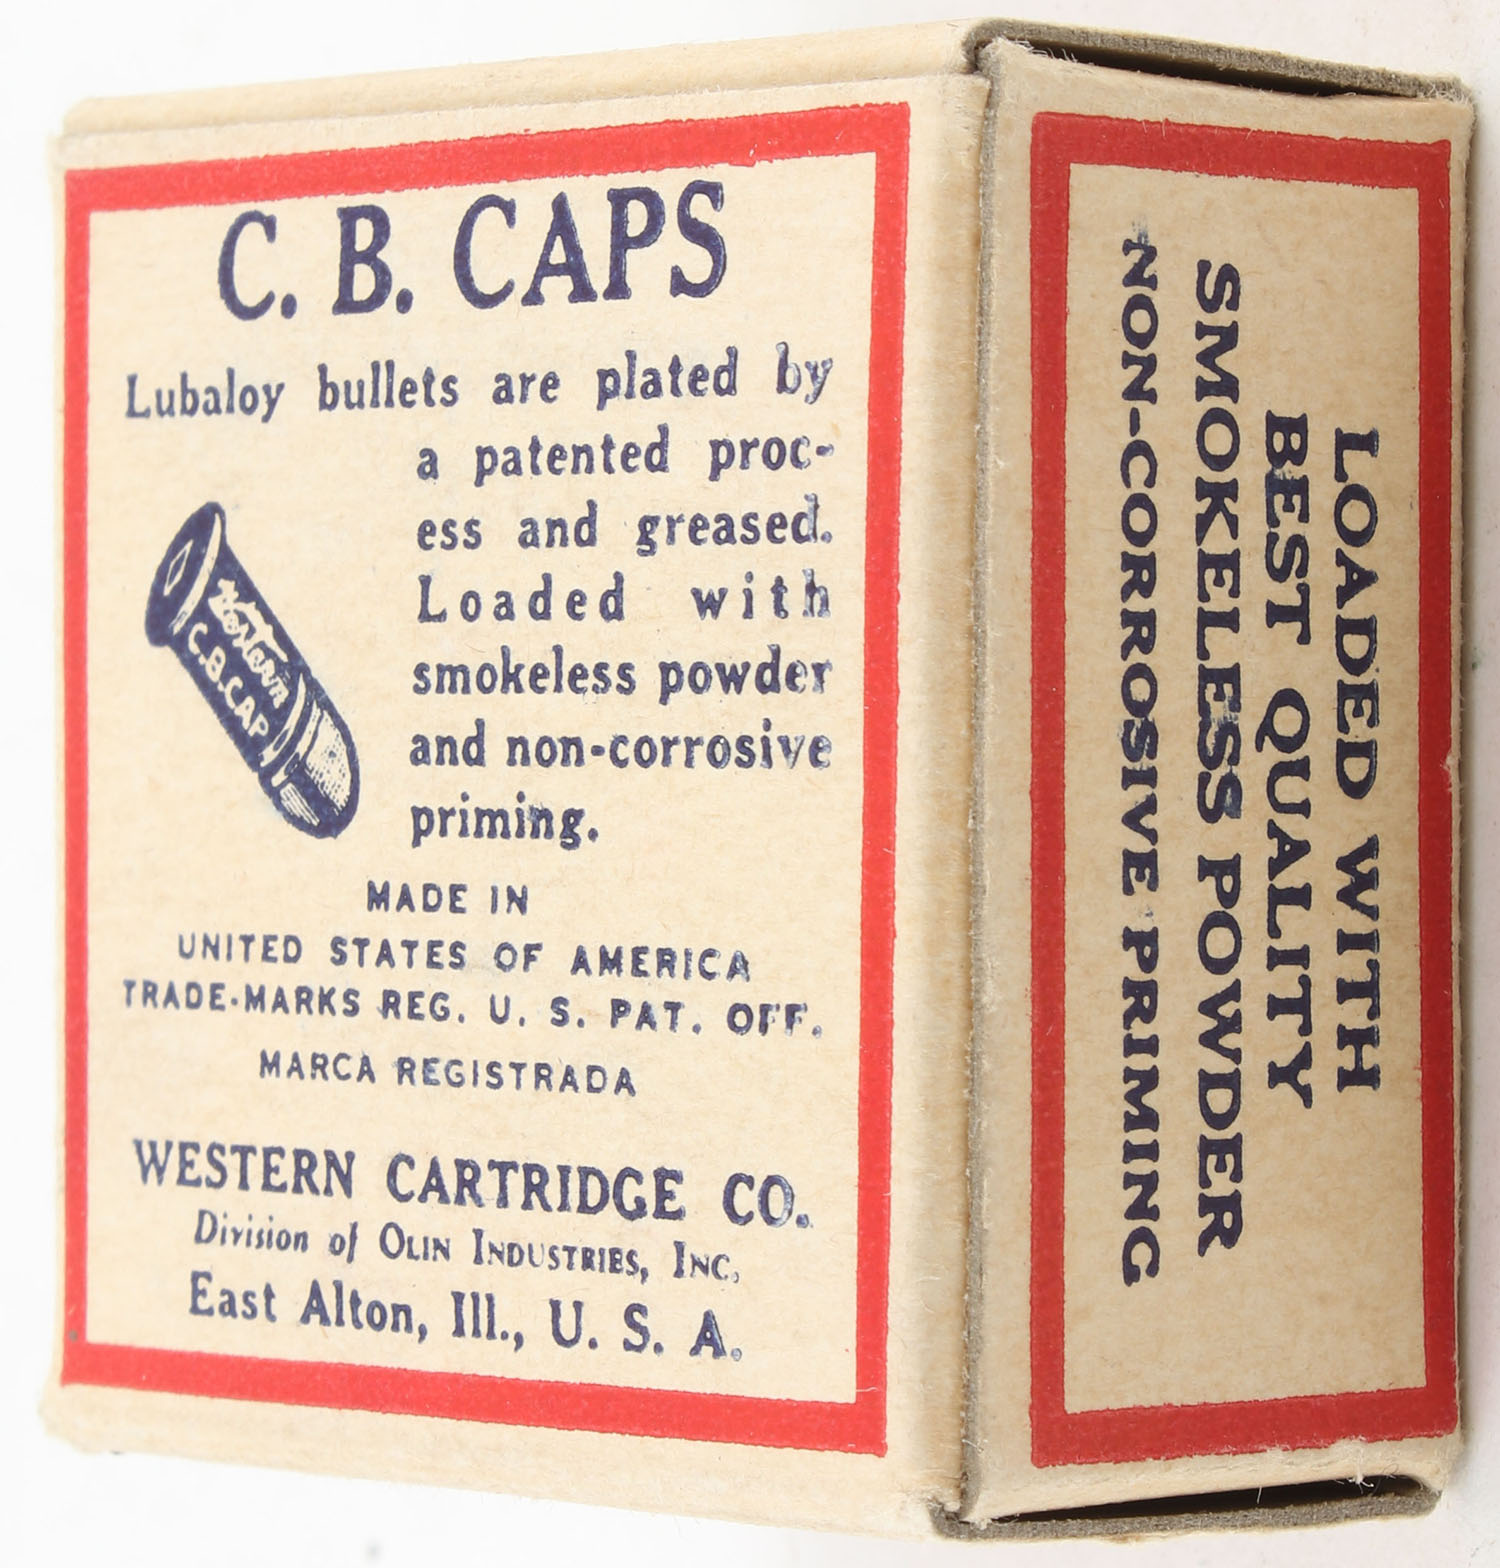 C. B. CAPS
Lubaloy bullets are plated by
a patented proc-
ess and greased.
Loaded with
smokeless powder
and non-corrosive
priming.
Western
C.B.CAP
MADE IN
UNITED STATES OF AMERICA
TRADE-MARKS REG. U. S. PAT. OFF.
MARCA REGISTRADA
WESTERN CARTRIDGE CO.
Division of OLIN INDUSTRIES, INC.
East Alton, Ill., U. S. A.
LOADED WITH
BEST QUALITY
SMOKELESS POWDER
NON-CORROSIVE PRIMING